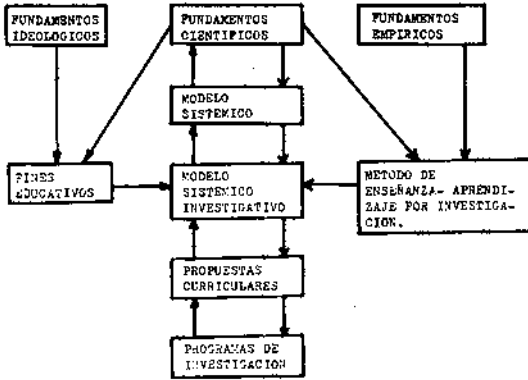 FUNDAMENTOS
IDEOLOGICOS
FUNDAMENTOS
CIENTIFICOS
FUNDAMENTOS
EMPIRICOS
MODELO
SISTEMICO
FINES
EDUCATIVOS
MODELO
SISTEMICO
INVESTIGATIVO
METODO DE
ENSEÑANZA- APRENDI-
ZAJE POR INVESTIGA-
CION.
PROPUESTAS
CURRICULARES
PROGRAMAS DE
INVESTIGACION